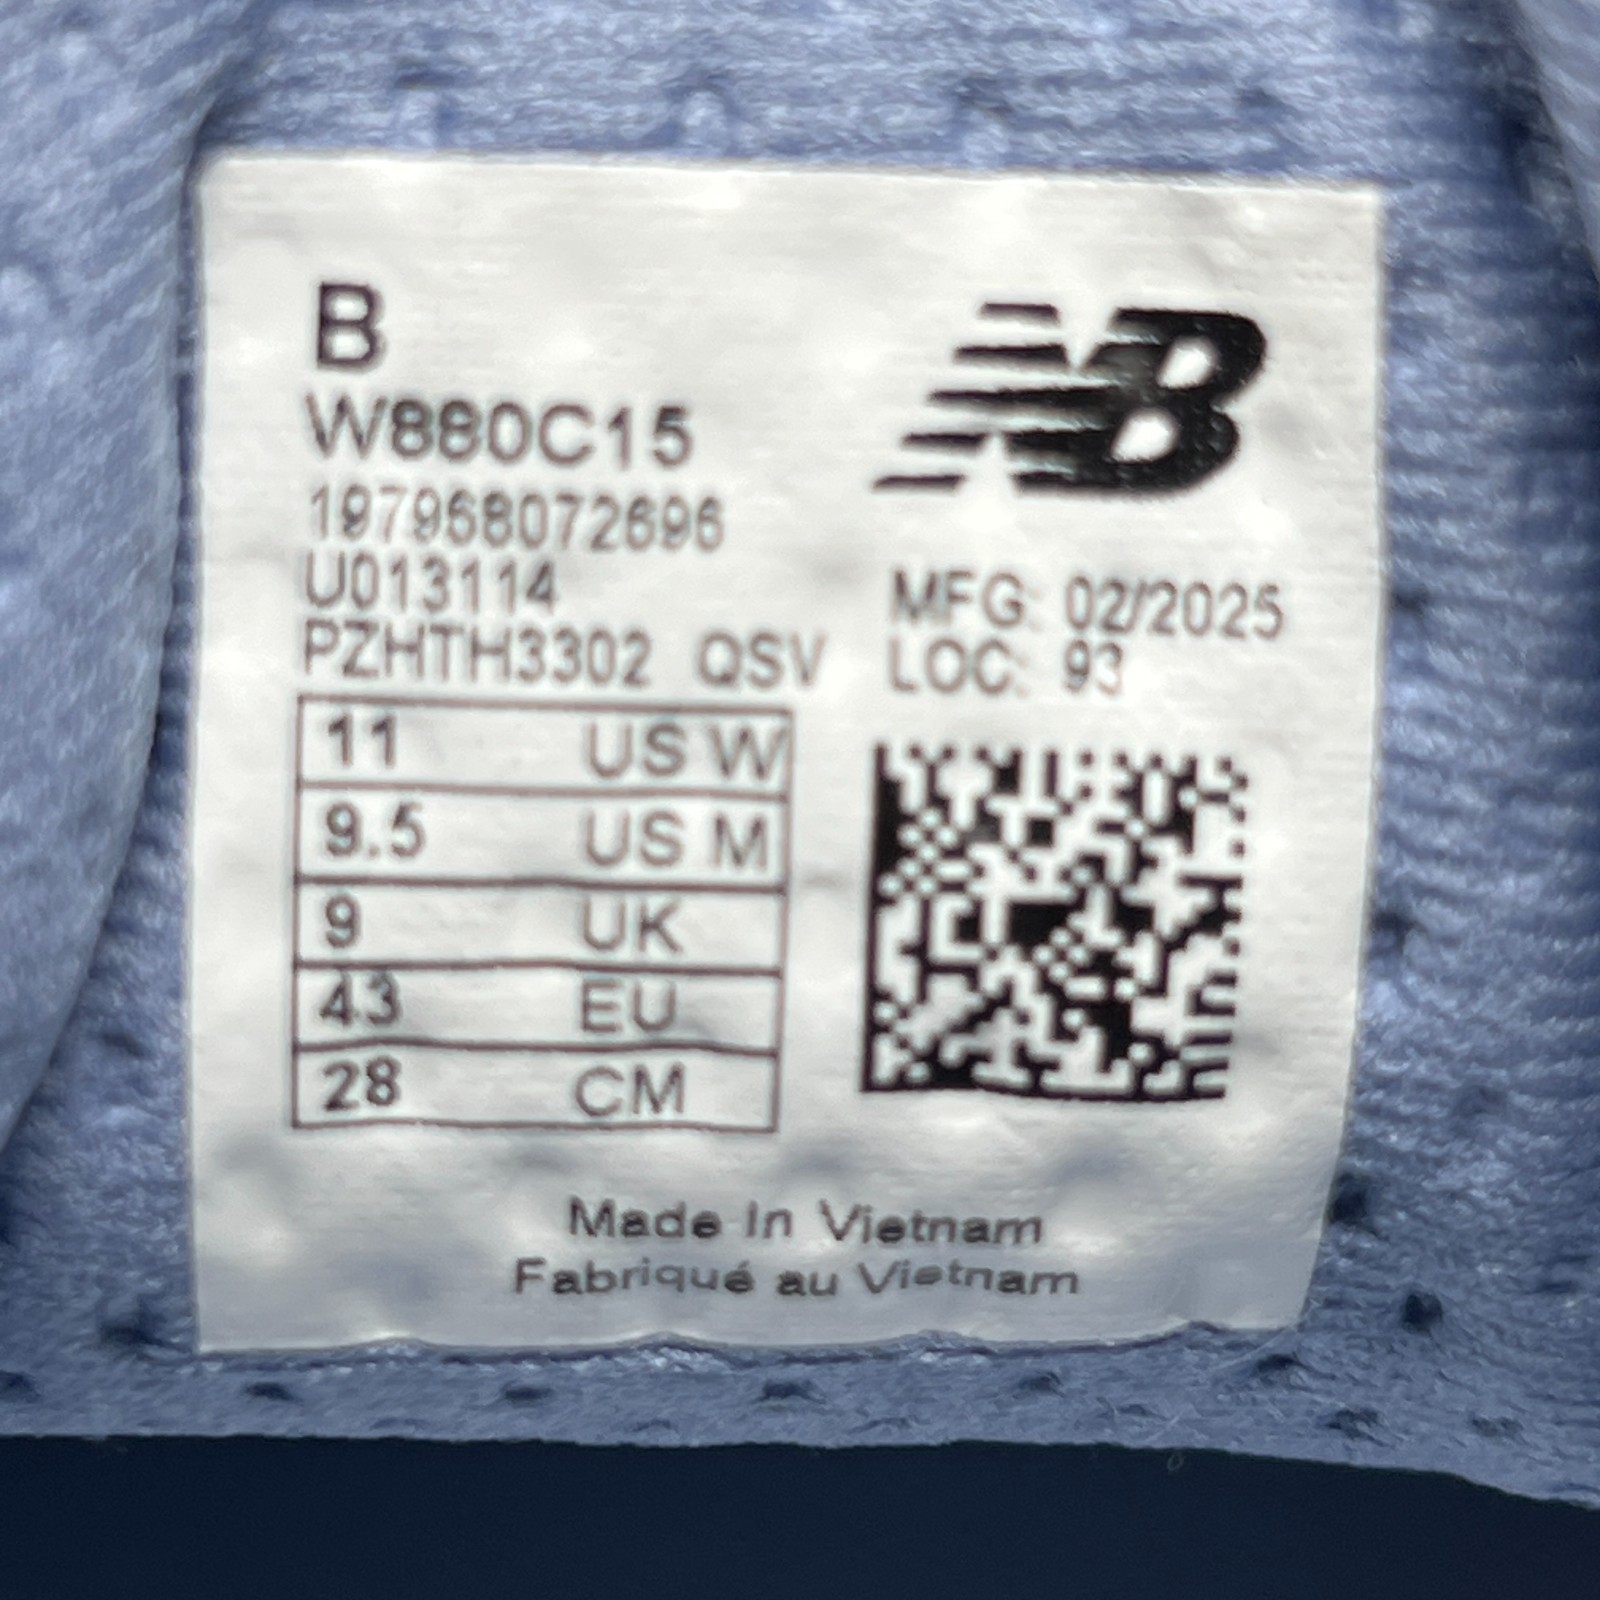 B
W880C15
197968072696
U013114
PZHTH3302 QSV
NB
MFG: 02/2025
LOC: 93
11 US W
9.5 US M
9 UK
43 EU
28 CM
Made In Vietnam
Fabriqué au Vietnam